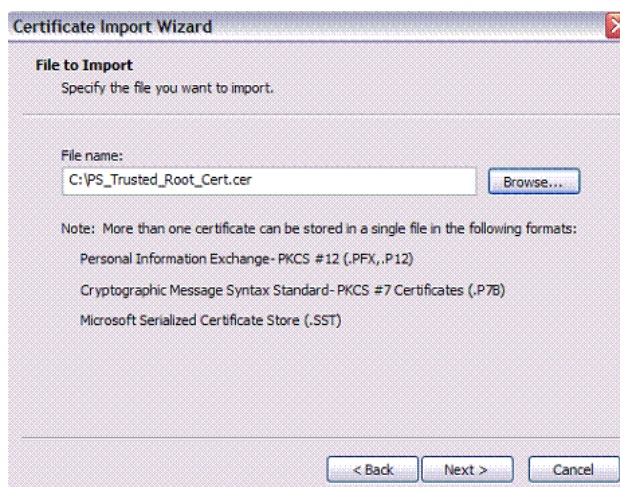 Certificate Import Wizard
File to Import
Specify the file you want to import.
File name:
C:\PS_Trusted_Root_Cert.cer
Browse...
Note: More than one certificate can be stored in a single file in the following formats:
Personal Information Exchange- PKCS #12 (.PFX,.P12)
Cryptographic Message Syntax Standard- PKCS #7 Certificates (.P7B)
Microsoft Serialized Certificate Store (.SST)
< Back
Next >
Cancel